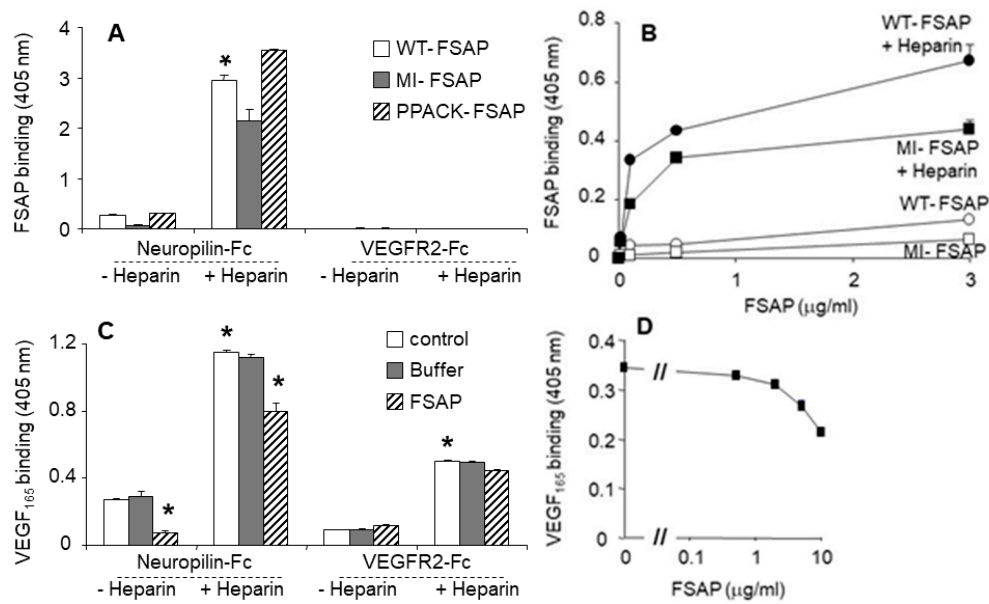 A
FSAP binding (405 nm)
4
3
2
1
0
*
WT- FSAP
MI- FSAP
PPACK- FSAP
Neuropilin-Fc
VEGFR2-Fc
- Heparin
+ Heparin
- Heparin
+ Heparin
B
FSAP binding (405 nm)
0.8
0.6
0.4
0.2
0
WT- FSAP
+ Heparin
MI- FSAP
+ Heparin
WT- FSAP
MI- FSAP
0
1
2
3
FSAP (μg/ml)
C
VEGF165 binding (405 nm)
1.2
0.8
0.4
0
*
*
*
*
control
Buffer
FSAP
Neuropilin-Fc
VEGFR2-Fc
- Heparin
+ Heparin
- Heparin
+ Heparin
D
VEGF165 binding (405 nm)
0.4
0.3
0.2
0.1
0
//
//
0
0.1
1
10
FSAP (μg/ml)